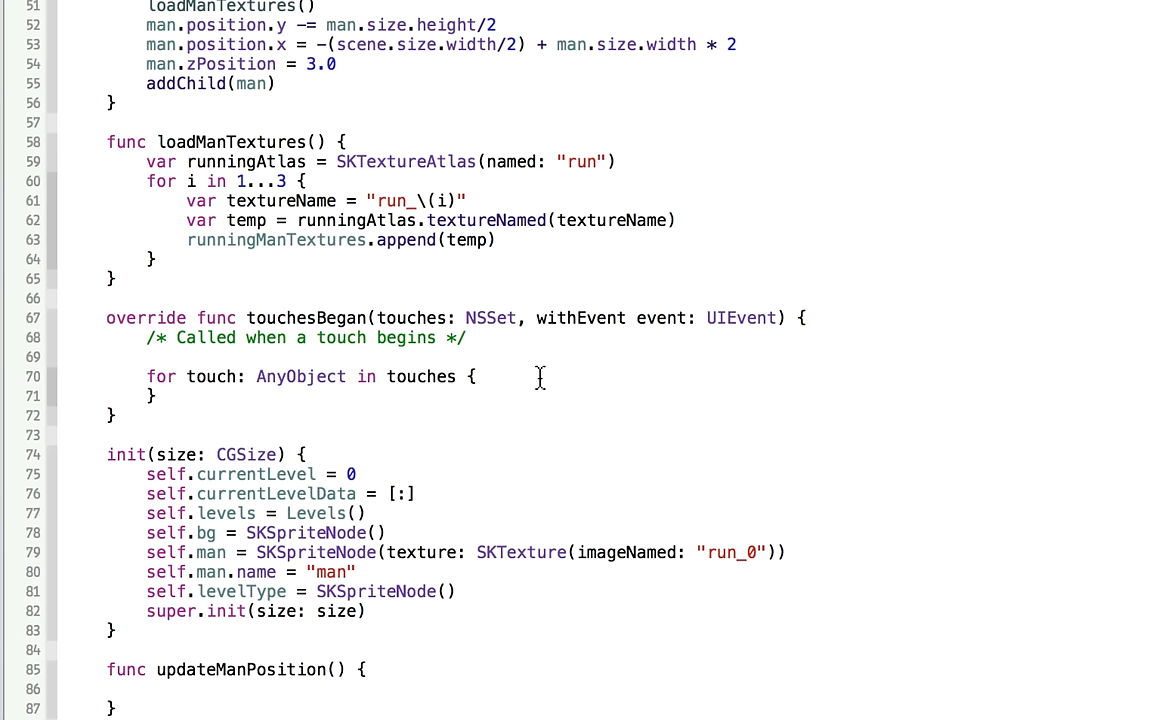 51 loadManTextures()
52 man.position.y -= man.size.height/2
53 man.position.x = -(scene.size.width/2) + man.size.width * 2
54 man.zPosition = 3.0
55 addChild(man)
56 }
57
58 func loadManTextures() {
59 var runningAtlas = SKTextureAtlas(named: "run")
60 for i in 1...3 {
61 var textureName = "run_\(i)"
62 var temp = runningAtlas.textureNamed(textureName)
63 runningManTextures.append(temp)
64 }
65 }
66
67 override func touchesBegan(touches: NSSet, withEvent event: UIEvent) {
68 /* Called when a touch begins */
69
70 for touch: AnyObject in touches {
71 }
72 }
73
74 init(size: CGSize) {
75 self.currentLevel = 0
76 self.currentLevelData = [:]
77 self.levels = Levels()
78 self.bg = SKSpriteNode()
79 self.man = SKSpriteNode(texture: SKTexture(imageNamed: "run_0"))
80 self.man.name = "man"
81 self.levelType = SKSpriteNode()
82 super.init(size: size)
83 }
84
85 func updateManPosition() {
86
87 }